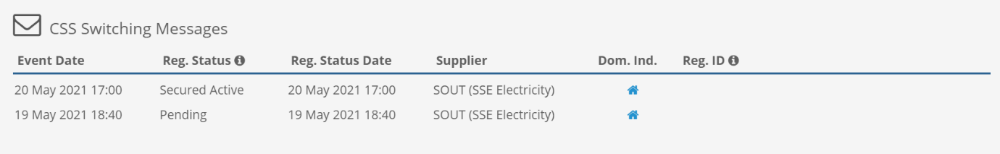 CSS Switching Messages
Event Date Reg. Status Reg. Status Date Supplier Dom. Ind. Reg. ID
20 May 2021 17:00 Secured Active 20 May 2021 17:00 SOUT (SSE Electricity)
19 May 2021 18:40 Pending 19 May 2021 18:40 SOUT (SSE Electricity)